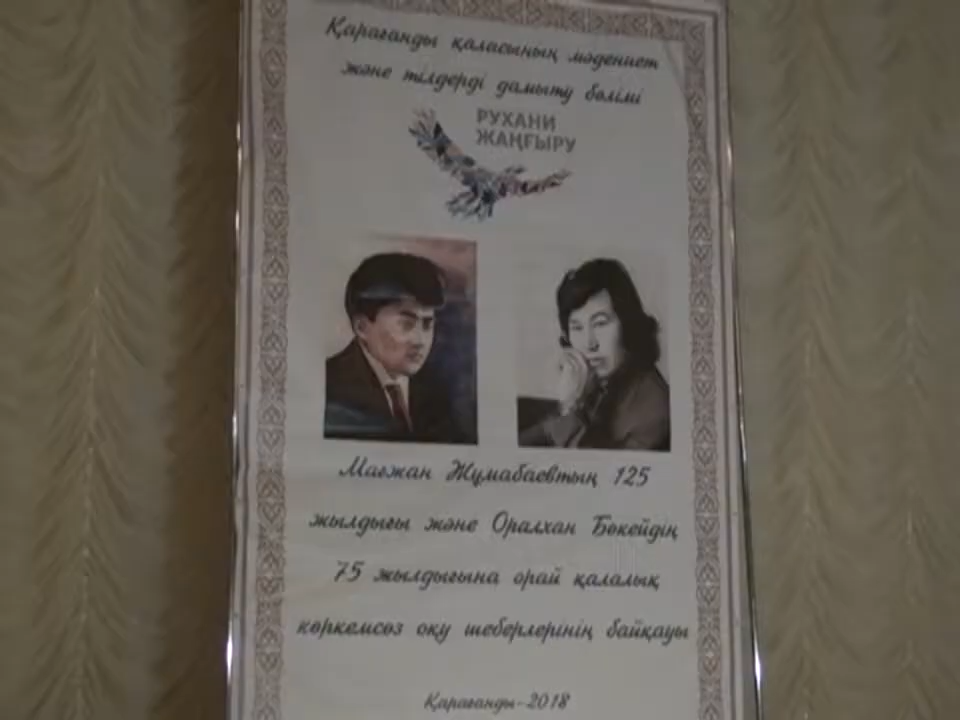 Қарағанды қаласының мәдениет
және тілдерді дамыту бөлімі
РУХАНИ
ЖАҢҒЫРУ
Мағжан Жұмабаевтың 125
жылдығы және Оралхан Бөкейдің
75 жылдығына орай қалалық
көркемсөз оқу шеберлерінің байқауы
Қарағанды-2018